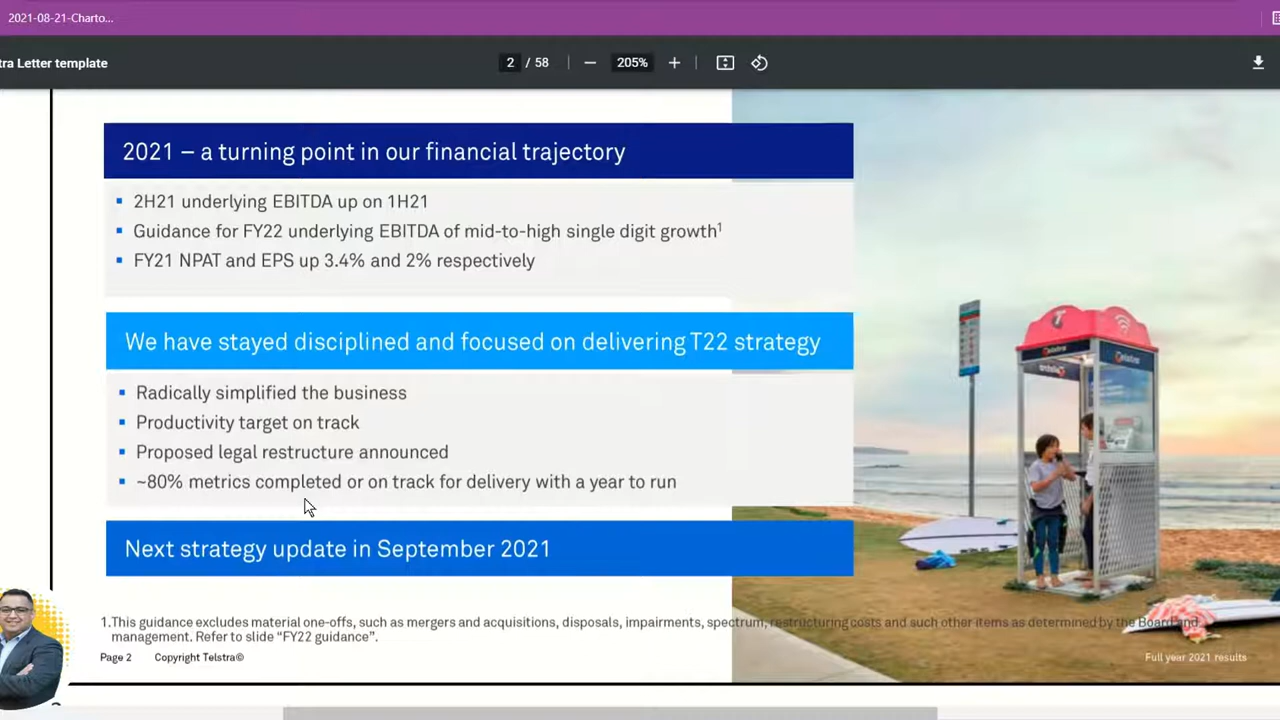 2021-08-21-Charto...
tra Letter template
2 / 58
205%
2021 – a turning point in our financial trajectory
▪ 2H21 underlying EBITDA up on 1H21
▪ Guidance for FY22 underlying EBITDA of mid-to-high single digit growth¹
▪ FY21 NPAT and EPS up 3.4% and 2% respectively
We have stayed disciplined and focused on delivering T22 strategy
▪ Radically simplified the business
▪ Productivity target on track
▪ Proposed legal restructure announced
▪ ~80% metrics completed or on track for delivery with a year to run
Next strategy update in September 2021
1.This guidance excludes material one-offs, such as mergers and acquisitions, disposals, impairments, spectrum, restructuring costs and such other items as determined by the Board and
management. Refer to slide “FY22 guidance”.
Page 2 Copyright Telstra©
Full year 2021 results
Telstra
Telstra